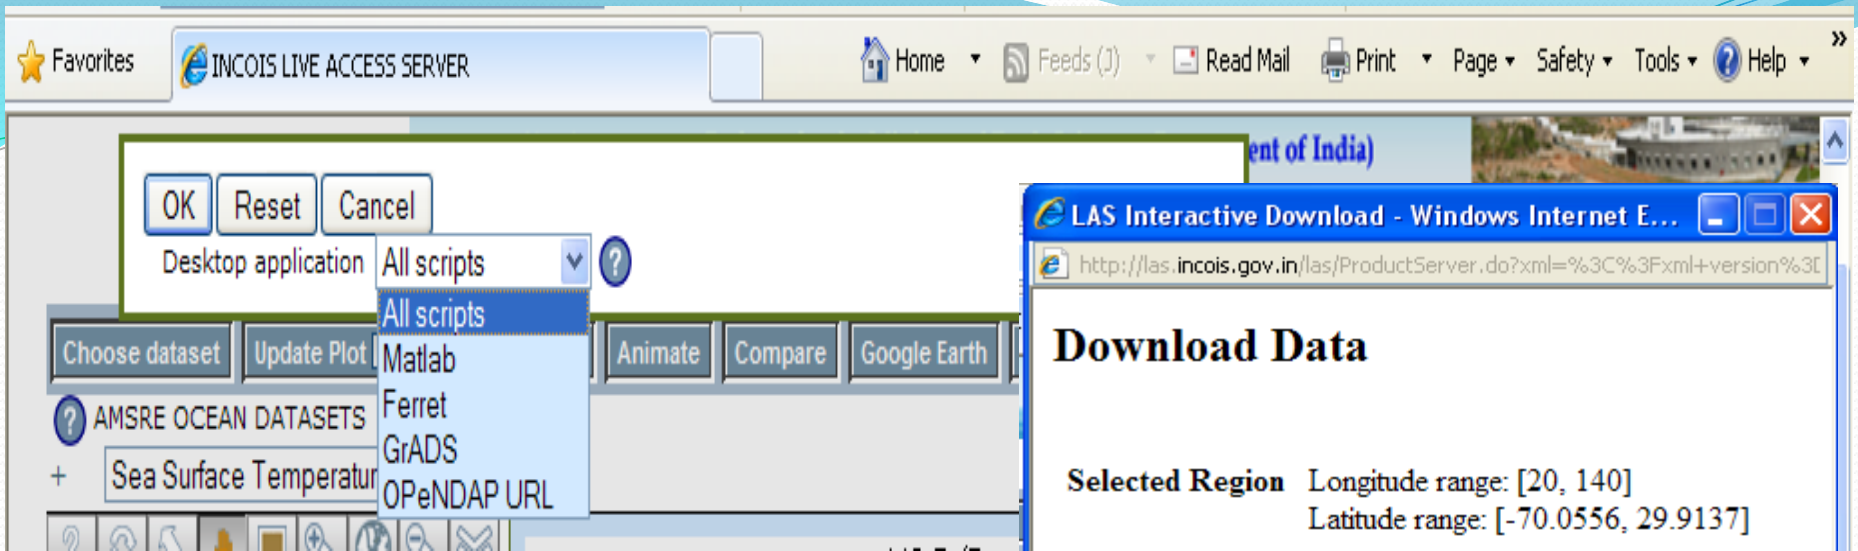 Favorites
INCOIS LIVE ACCESS SERVER
Home
Feeds (J)
Read Mail
Print
Page
Safety
Tools
Help
»
ent of India)
OK
Reset
Cancel
Desktop application
All scripts
?
All scripts
Matlab
Ferret
GrADS
OPeNDAP URL
Choose dataset
Update Plot
Animate
Compare
Google Earth
? AMSRE OCEAN DATASETS
+ Sea Surface Temperatur
LAS Interactive Download - Windows Internet E...
http://las.incois.gov.in/las/ProductServer.do?xml=%3C%3Fxml+version%3D
Download Data
Selected Region Longitude range: [20, 140]
Latitude range: [-70.0556, 29.9137]